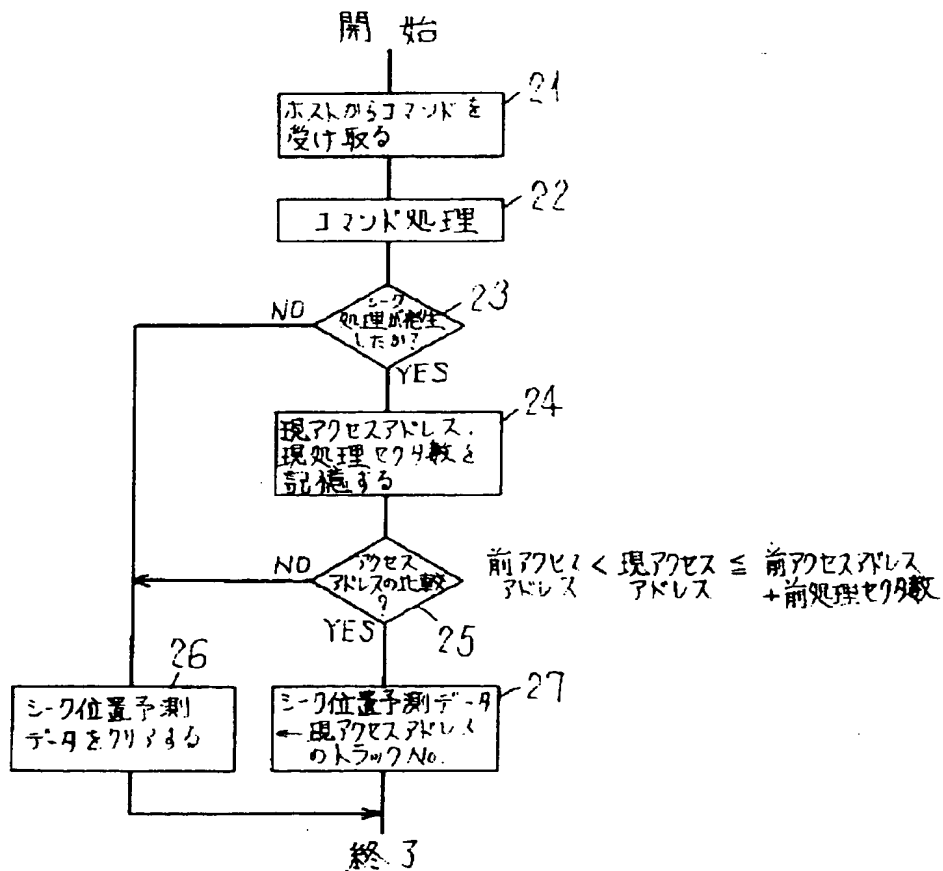 開 始
21
ホストからコマンドを
受け取る
22
コマンド処理
23
シーク
処理が発生
したか?
NO
YES
24
現アクセスアドレス.
現処理セクタ数を
記憶する
アクセス
アドレスの比較
?
NO
YES
25
前アクセス < 現アクセス ≦ 前アクセスアドレス
アドレス アドレス +前処理セクタ数
26
シーク位置予測
データをクリアする
27
シーク位置予測データ
← 現アクセスアドレス
のトラックNo.
終了